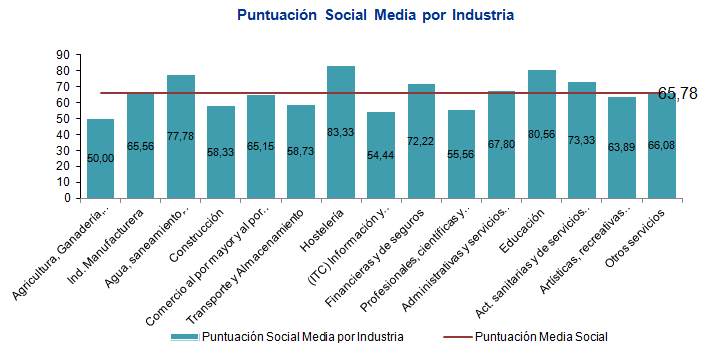 Puntuación Social Media por Industria
90
80
70
60
50
40
30
20
10
0
50,00
65,56
77,78
58,33
65,15
58,73
83,33
54,44
72,22
55,56
67,80
80,56
73,33
63,89
66,08
65,78
Agricultura, Ganadería,..
Ind. Manufacturera
Agua, saneamiento,..
Construcción
Comercio al por mayor y al por..
Transporte y Almacenamiento
Hostelería
(ITC) Información y..
Financieras y de seguros
Profesionales, científicas y..
Administrativas y servicios..
Educación
Act. sanitarias y de servicios..
Artísticas, recreativas..
Otros servicios
Puntuación Social Media por Industria
Puntuación Media Social